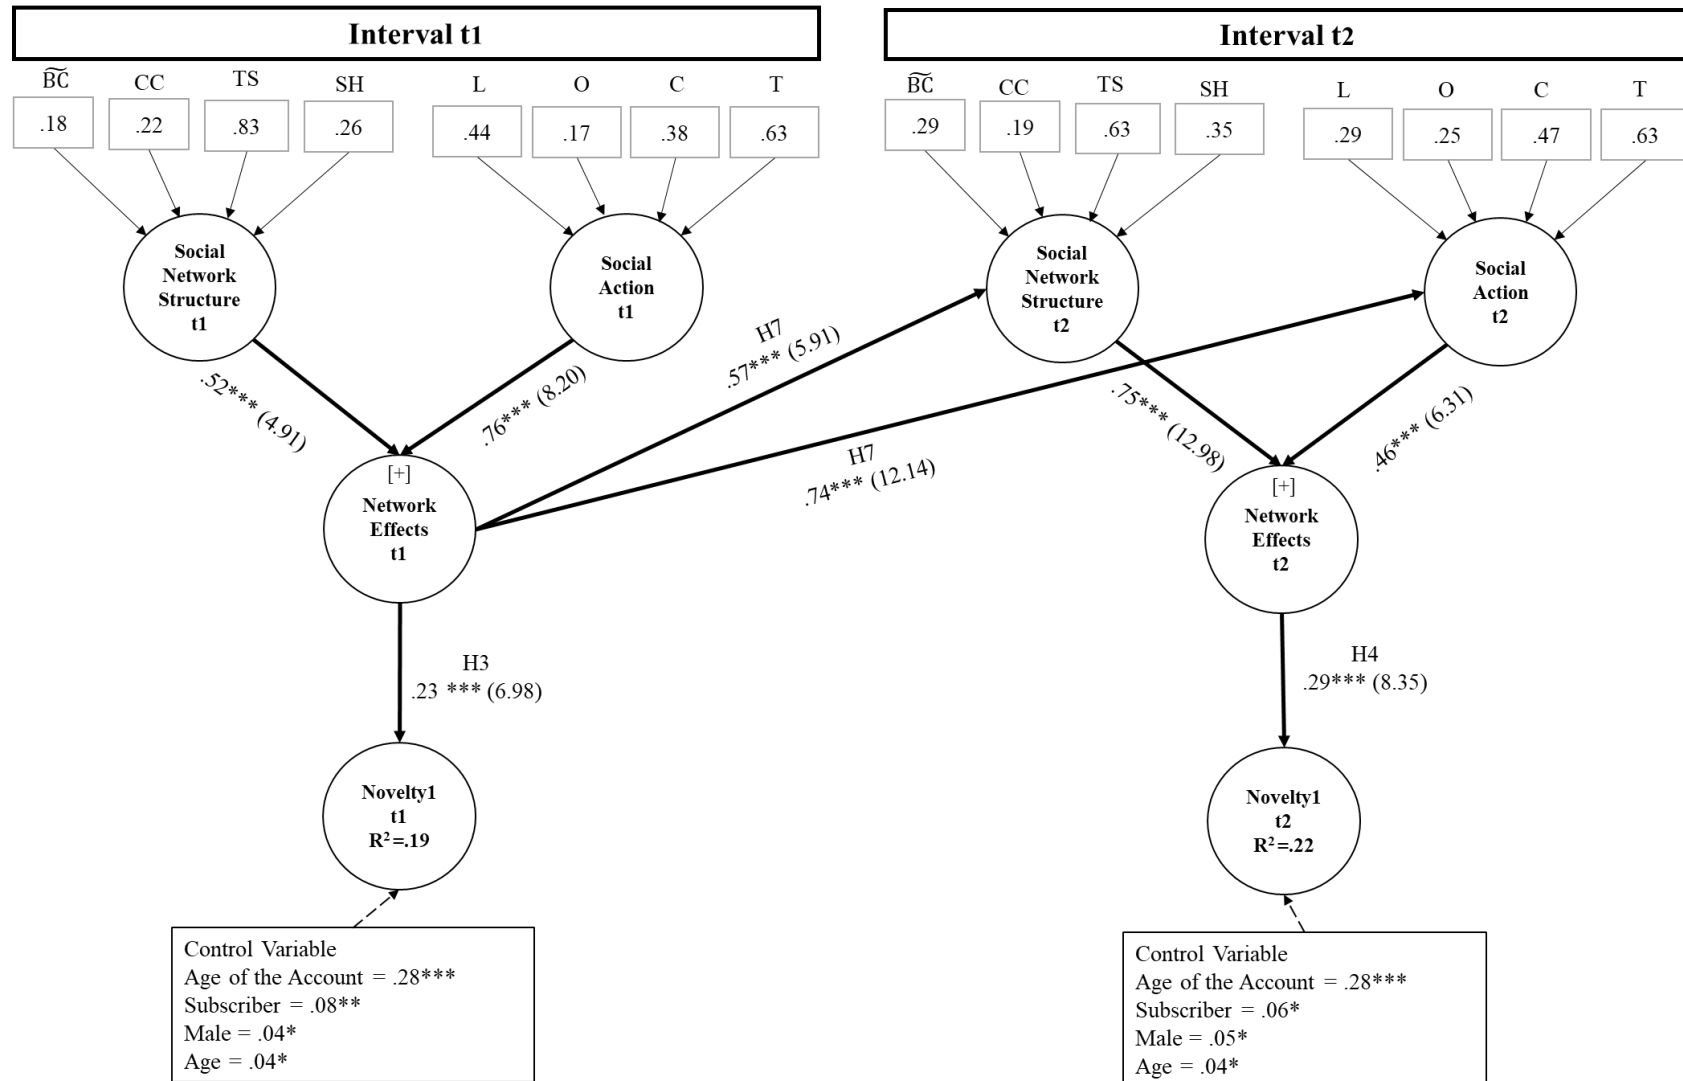 Interval t1
B͠C CC TS SH L O C T
.18 .22 .83 .26 .44 .17 .38 .63
Social
Network
Structure
t1
Social
Action
t1
.52*** (4.91)
.76*** (8.20)
[+]
Network
Effects
t1
H3
.23 *** (6.98)
Novelty1
t1
R²=.19
Control Variable
Age of the Account = .28***
Subscriber = .08**
Male = .04*
Age = .04*
H7
.57*** (5.91)
H7
.74*** (12.14)
Interval t2
B͠C CC TS SH L O C T
.29 .19 .63 .35 .29 .25 .47 .63
Social
Network
Structure
t2
Social
Action
t2
.75*** (12.98)
.46*** (6.31)
[+]
Network
Effects
t2
H4
.29*** (8.35)
Novelty1
t2
R²=.22
Control Variable
Age of the Account = .28***
Subscriber = .06*
Male = .05*
Age = .04*